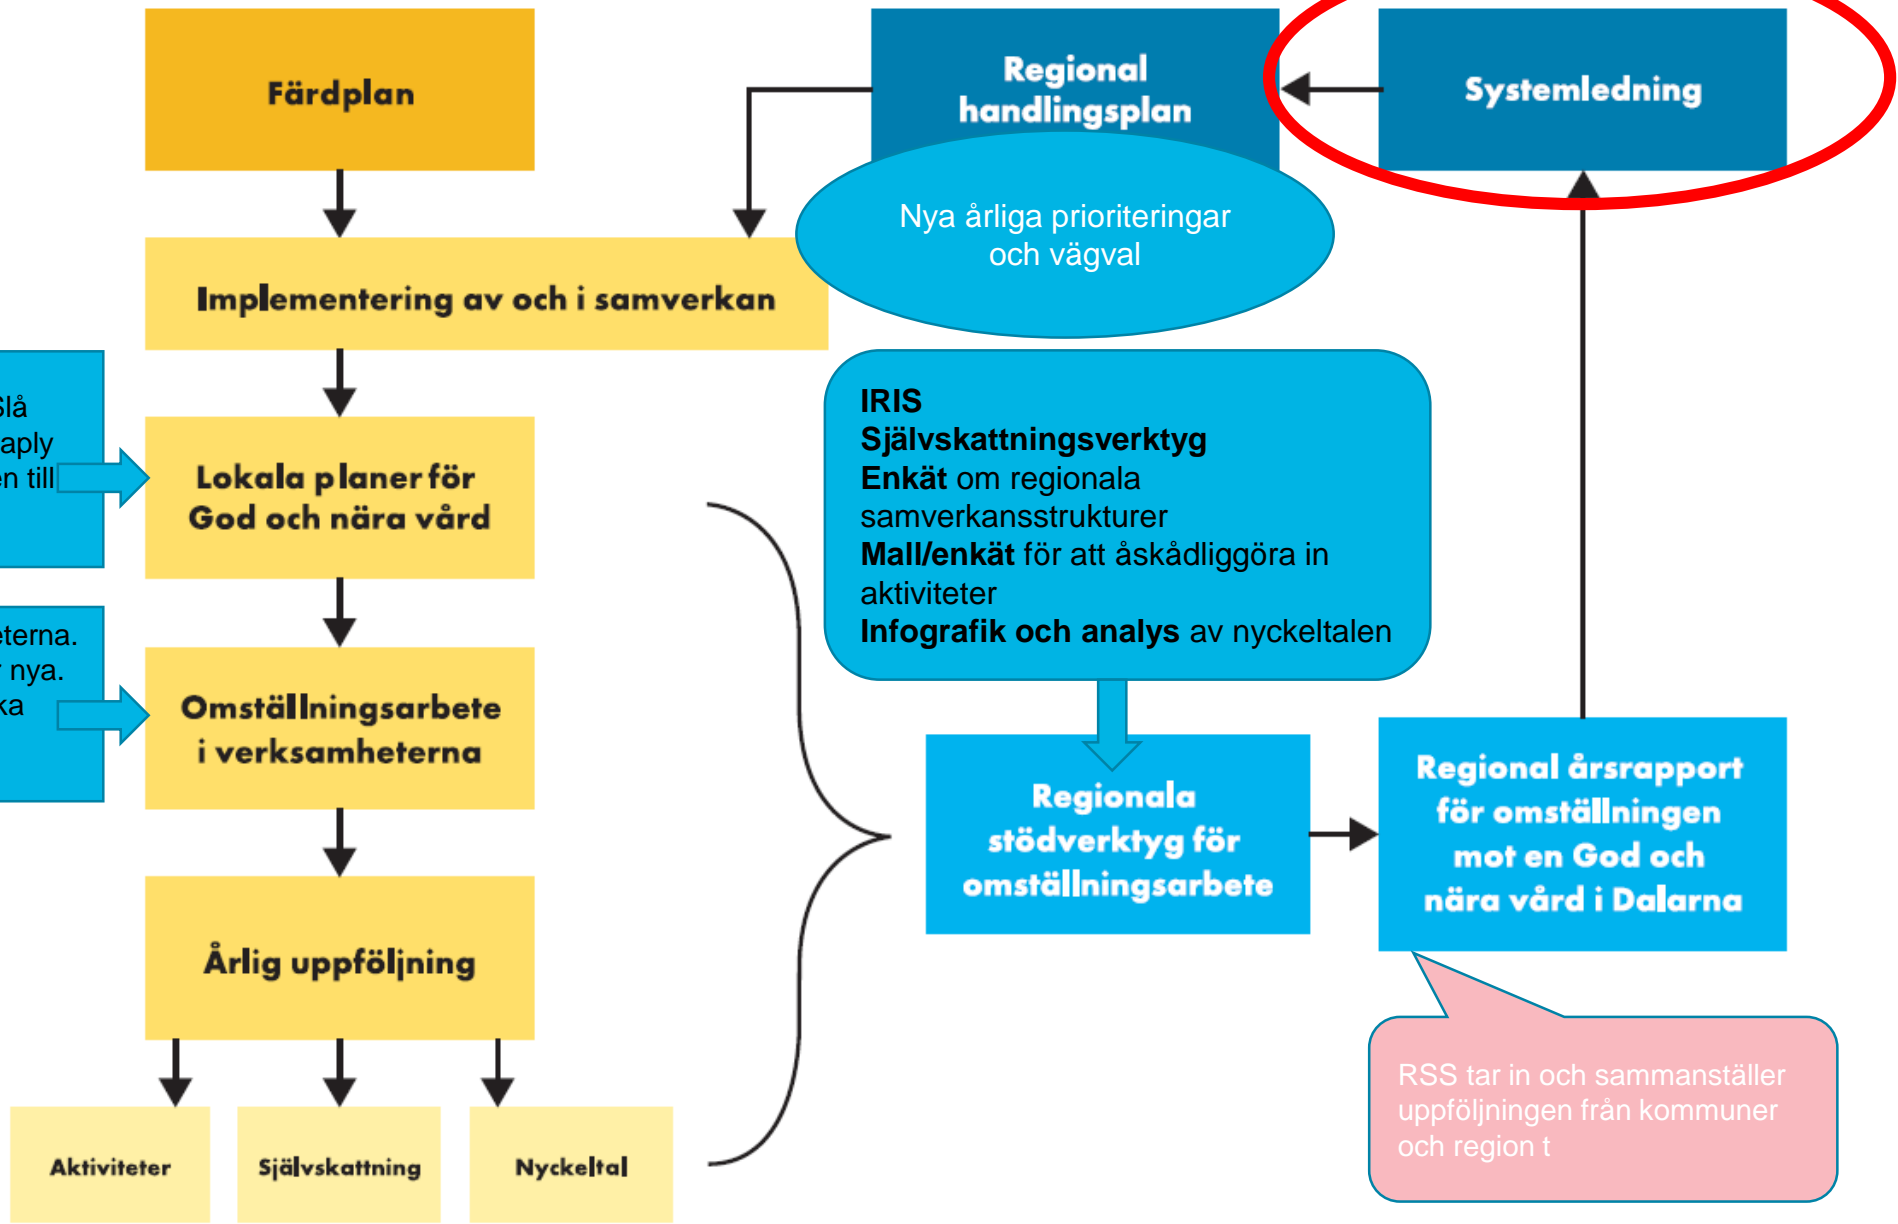 Färdplan
Regional
handlingsplan
Systemledning
Nya årliga prioriteringar
och vägval
Implementering av och i samverkan
Slå
en till
Lokala planer för
God och nära vård
IRIS
Självskattningsverktyg
Enkät om regionala
samverkansstrukturer
Mall/enkät för att åskådliggöra in
aktiviteter
Infografik och analys av nyckeltalen
nya.
Omställningsarbete
i verksamheterna
Regionala
stödverktyg för
omställningsarbete
Regional årsrapport
för omställningen
mot en God och
nära vård i Dalarna
Årlig uppföljning
RSS tar in och sammanställer
uppföljningen från kommuner
och region t
Aktiviteter
Självskattning
Nyckeltal